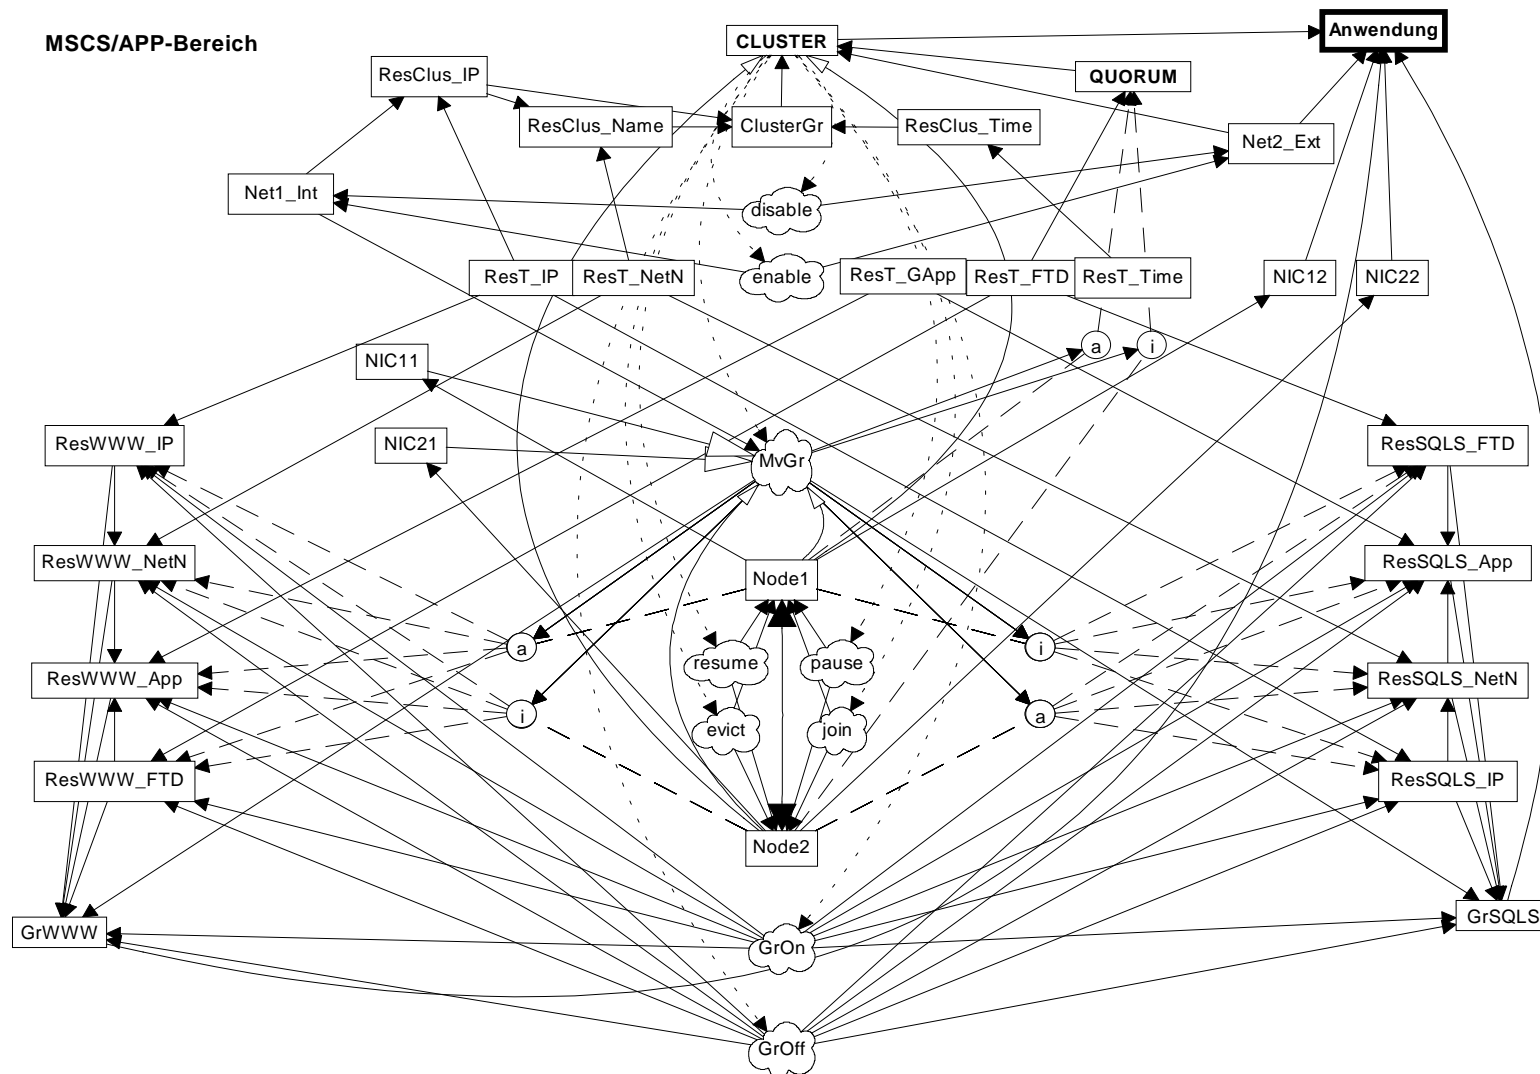 Anwendung
MSCS/APP-Bereich
CLUSTER
ResClus_IP
QUORUM
ResClus_Name
ClusterGr
ResClus_Time
Net2_Ext
Net1_Int
disable
ResT_IP
ResT_NetN
enable
ResT_GApp
ResT_FTD
ResT_Time
NIC12
NIC22
a
i
NIC11
ResWWW_IP
NIC21
MvGr
ResSQLS_FTD
ResWWW_NetN
Node1
ResSQLS_App
a
resume
pause
i
ResWWW_App
ResSQLS_NetN
i
evict
join
a
ResWWW_FTD
ResSQLS_IP
Node2
GrWWW
GrOn
GrSQLS
GrOff